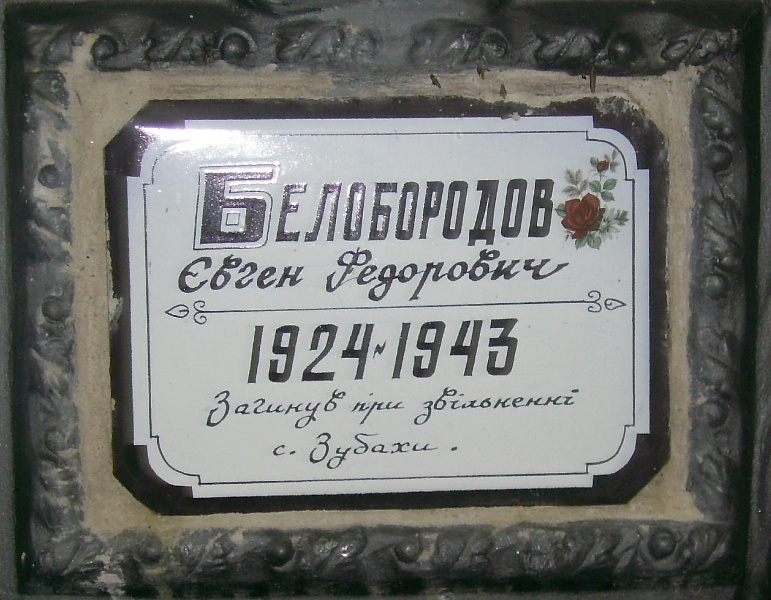 БЕЛОБОРОДОВ
Євген Федорович
1924-1943
Загинув при звільненні
с. Зубахи.